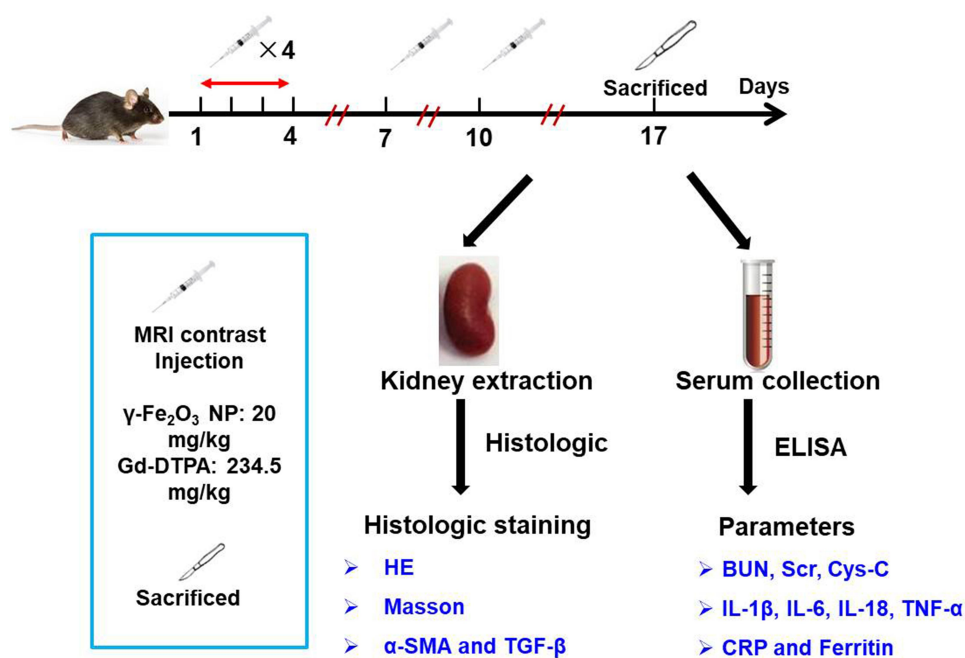 ×4
Sacrificed
Days
1
4
7
10
17
MRI contrast
Injection
γ-Fe₂O₃ NP: 20
mg/kg
Gd-DTPA: 234.5
mg/kg
Sacrificed
Kidney extraction
Histologic
Histologic staining
➢ HE
➢ Masson
➢ α-SMA and TGF-β
Serum collection
ELISA
Parameters
➢ BUN, Scr, Cys-C
➢ IL-1β, IL-6, IL-18, TNF-α
➢ CRP and Ferritin